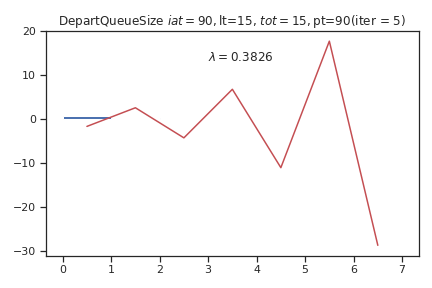 DepartQueueSize iat = 90, lt=15, tot = 15, pt=90(iter = 5)
20
λ = 0.3826
10
0
−10
−20
−30
0 1 2 3 4 5 6 7